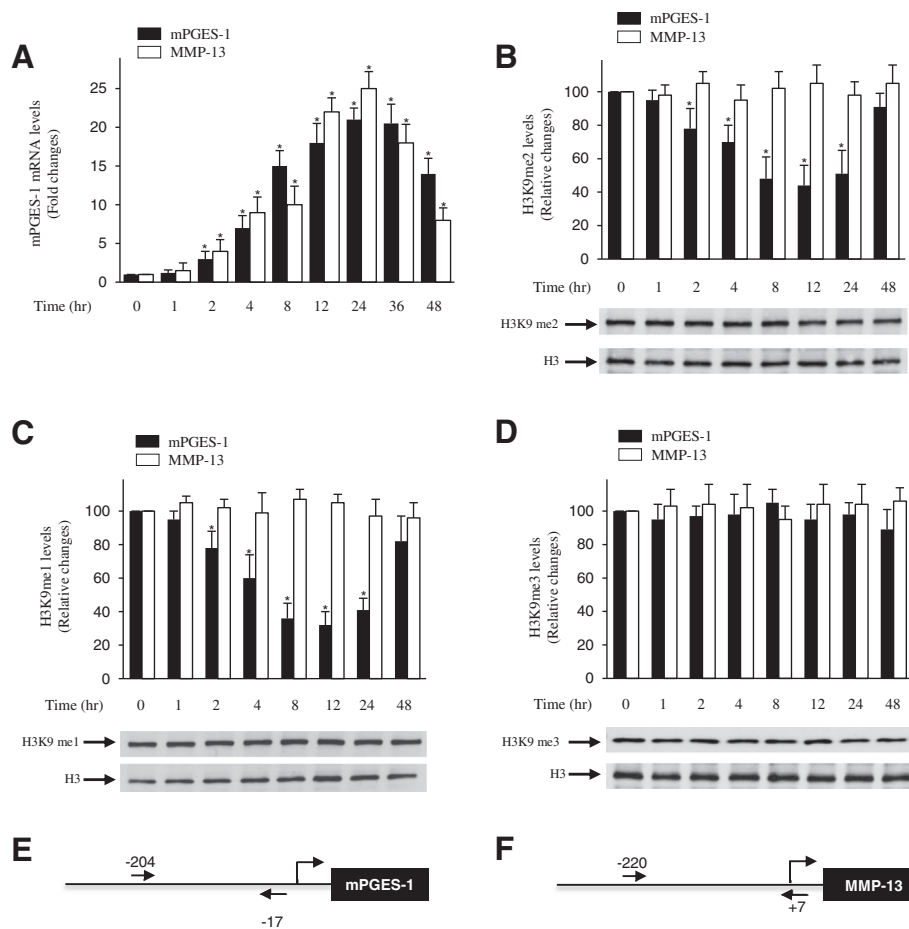 A
mPGES-1
MMP-13
mPGES-1 mRNA levels
(Fold changes)
25
20
15
10
5
0
* * * * * * * * * * * * * *
Time (hr) 0 1 2 4 8 12 24 36 48
B
mPGES-1
MMP-13
H3K9me2 levels
(Relative changes)
100
80
60
40
20
0
* * * * *
Time (hr) 0 1 2 4 8 12 24 48
H3K9 me2
H3
C
mPGES-1
MMP-13
H3K9me1 levels
(Relative changes)
100
80
60
40
20
0
* * * * *
Time (hr) 0 1 2 4 8 12 24 48
H3K9 me1
H3
D
mPGES-1
MMP-13
H3K9me3 levels
(Relative changes)
100
80
60
40
20
0
Time (hr) 0 1 2 4 8 12 24 48
H3K9 me3
H3
E
-204
mPGES-1
-17
F
-220
MMP-13
+7